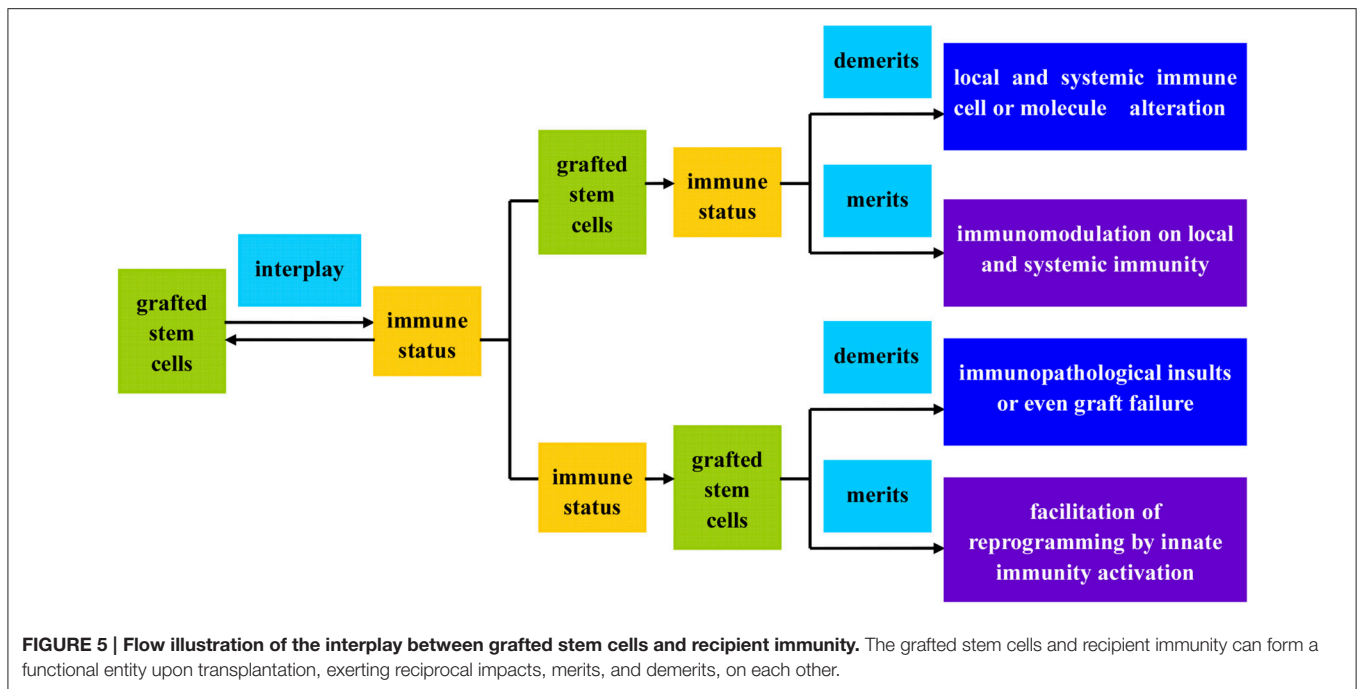 grafted
stem
cells
interplay
immune
status
grafted
stem
cells
immune
status
demerits
local and systemic immune
cell or molecule alteration
merits
immunomodulation on local
and systemic immunity
immune
status
grafted
stem
cells
demerits
immunopathological insults
or even graft failure
merits
facilitation of
reprogramming by innate
immunity activation
FIGURE 5 | Flow illustration of the interplay between grafted stem cells and recipient immunity. The grafted stem cells and recipient immunity can form a
functional entity upon transplantation, exerting reciprocal impacts, merits, and demerits, on each other.